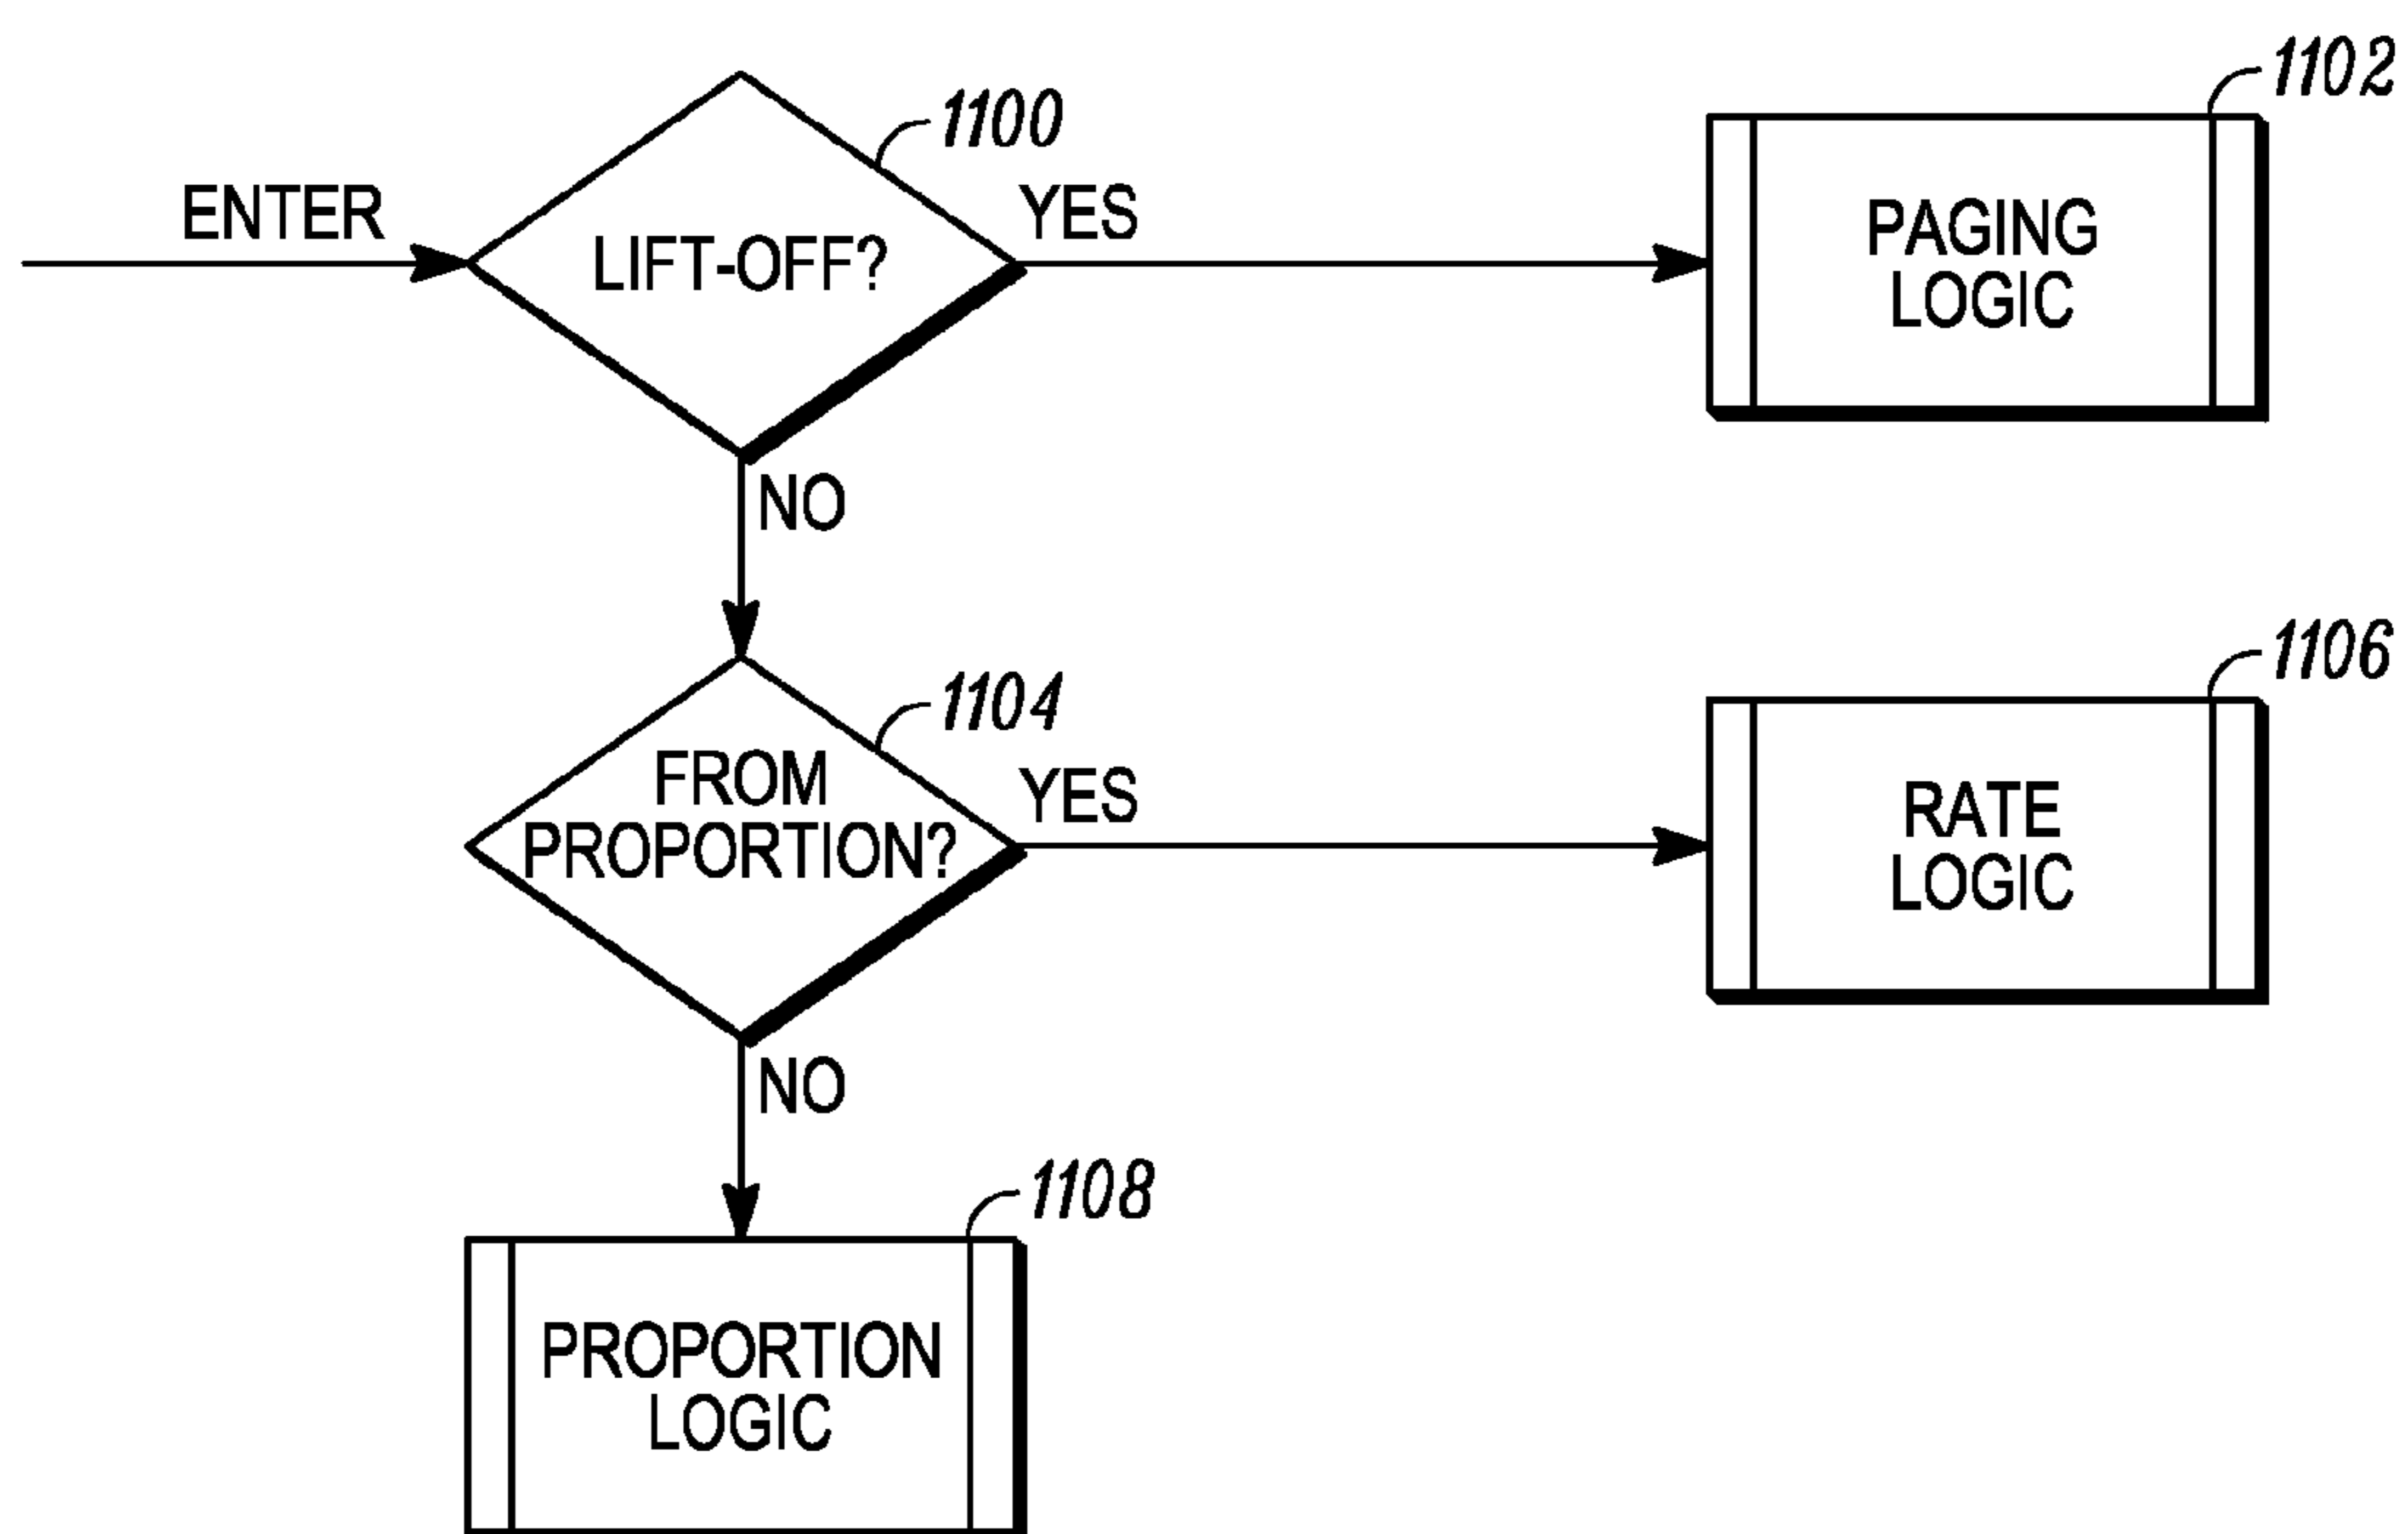 1100
1102
ENTER
LIFT-OFF?
YES
PAGING
LOGIC
NO
1104
1106
FROM
PROPORTION?
YES
RATE
LOGIC
NO
1108
PROPORTION
LOGIC